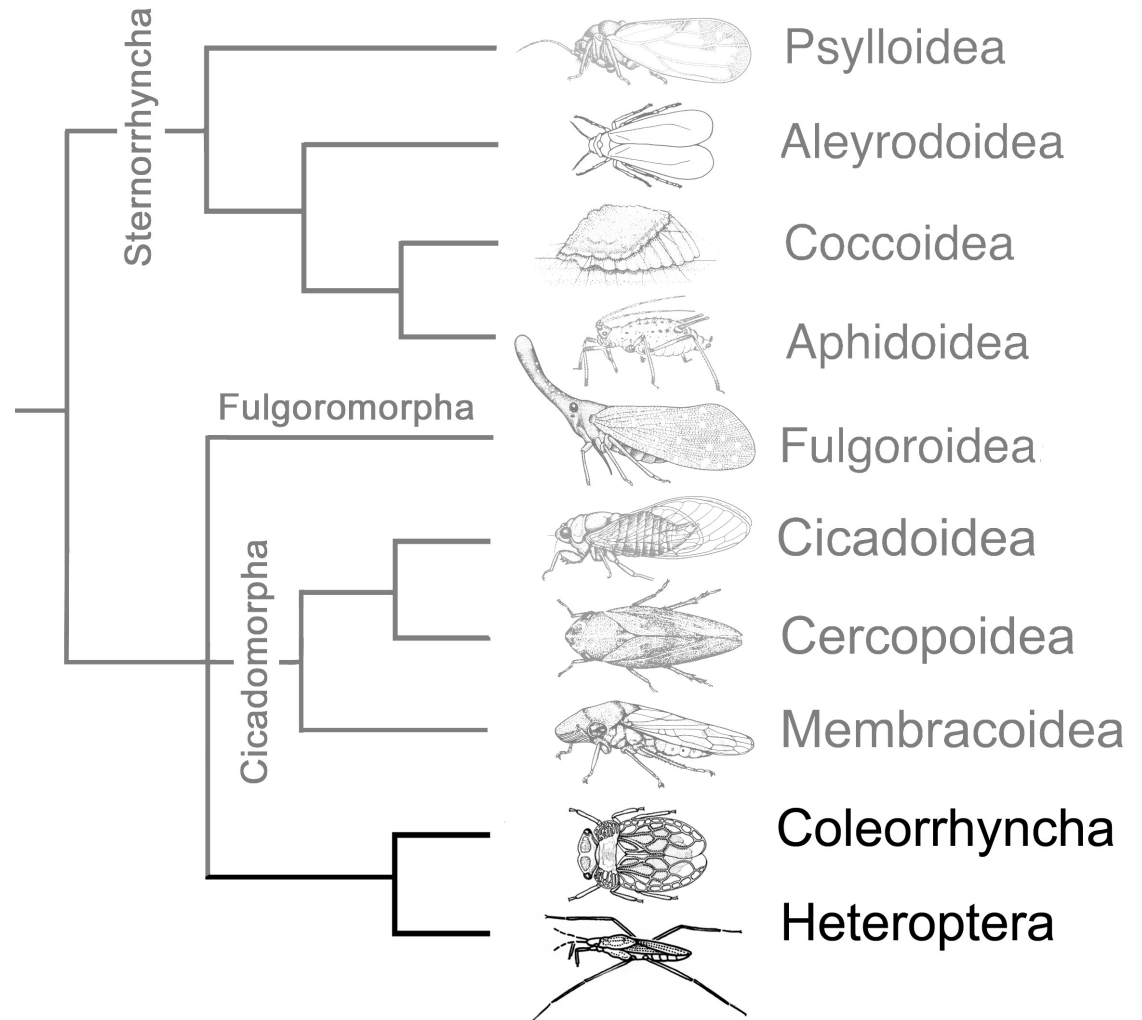 Sternorrhyncha
Psylloidea
Aleyrodoidea
Coccoidea
Aphidoidea
Fulgoromorpha
Fulgoroidea
Cicadomorpha
Cicadoidea
Cercopoidea
Membracoidea
Coleorrhyncha
Heteroptera